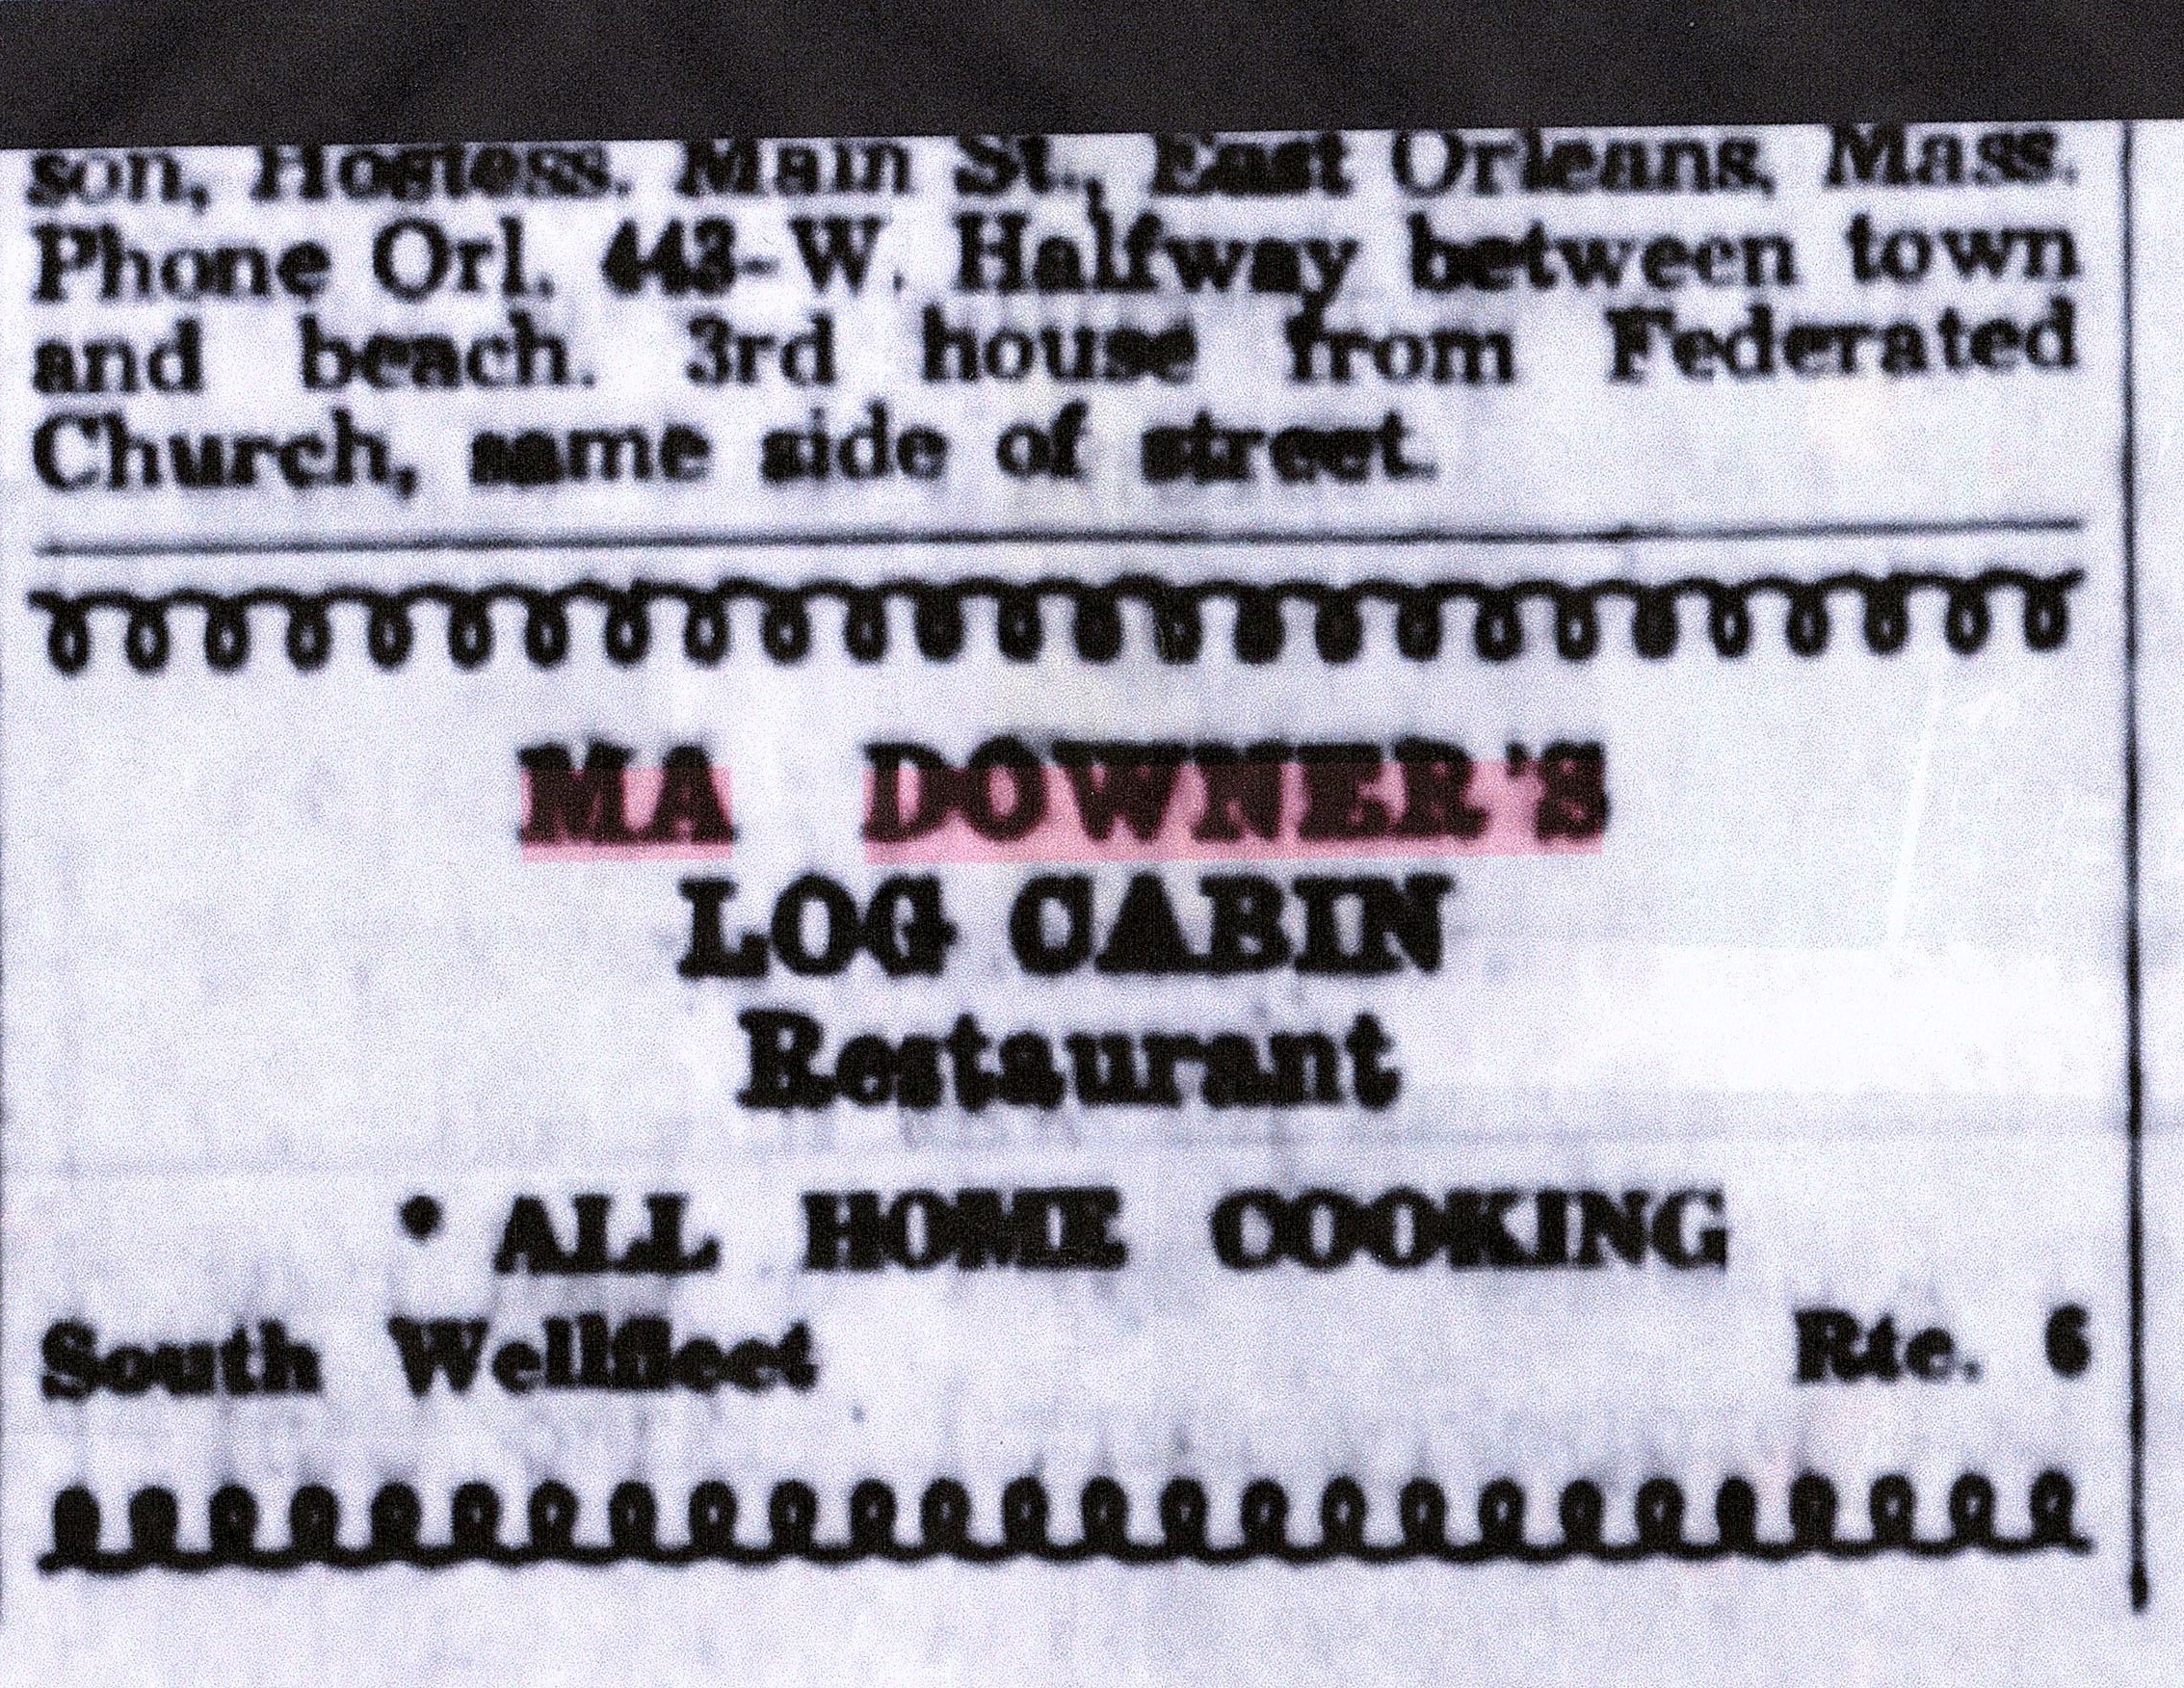 son, Hostess. Main St., East Orleans, Mass.
Phone Orl. 443-W. Halfway between town
and beach. 3rd house from Federated
Church, same side of street.
MA DOWNER'S
LOG CABIN
Restaurant
• ALL HOME COOKING
South Wellfleet Rte. 6